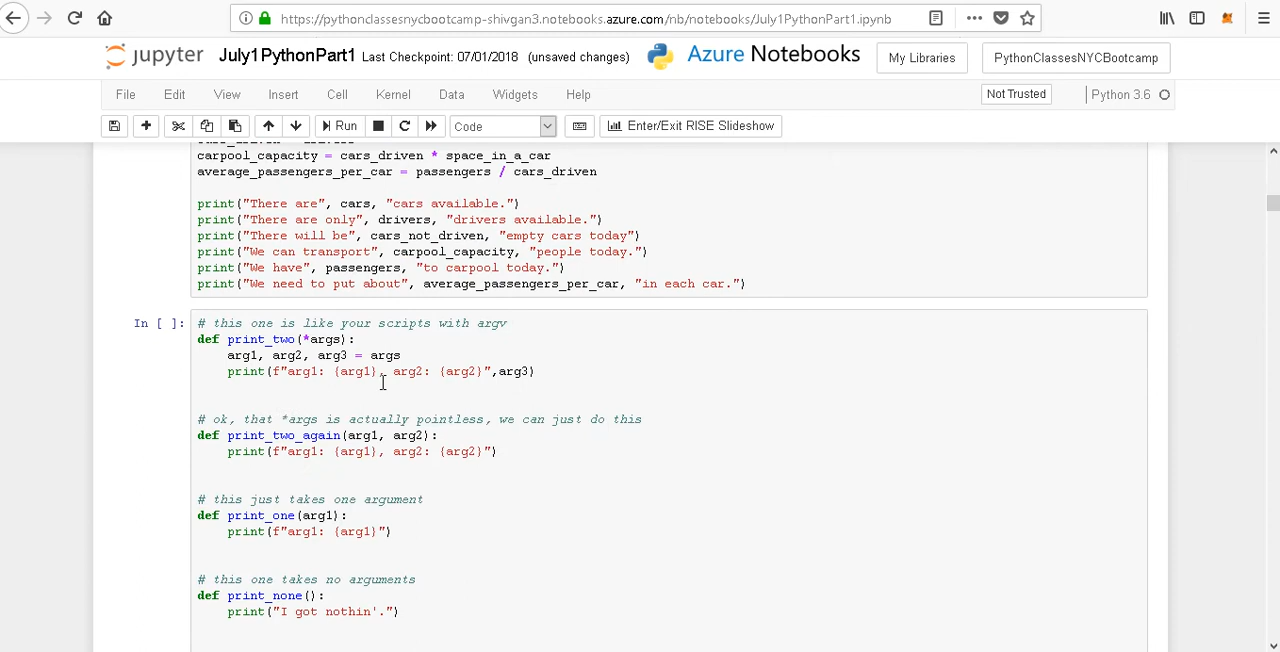 https://pythonclassesnycbootcamp-shivgan3.notebooks.azure.com/nb/notebooks/July1PythonPart1.ipynb
jupyter July1PythonPart1 Last Checkpoint: 07/01/2018 (unsaved changes) Azure Notebooks My Libraries PythonClassesNYCBootcamp
File Edit View Insert Cell Kernel Data Widgets Help Not Trusted Python 3.6
Run Code Enter/Exit RISE Slideshow
carpool_capacity = cars_driven * space_in_a_car
average_passengers_per_car = passengers / cars_driven
print("There are", cars, "cars available.")
print("There are only", drivers, "drivers available.")
print("There will be", cars_not_driven, "empty cars today")
print("We can transport", carpool_capacity, "people today.")
print("We have", passengers, "to carpool today.")
print("We need to put about", average_passengers_per_car, "in each car.")
In [ ]: # this one is like your scripts with argv
def print_two(*args):
arg1, arg2, arg3 = args
print(f"arg1: {arg1}, arg2: {arg2}",arg3)
# ok, that *args is actually pointless, we can just do this
def print_two_again(arg1, arg2):
print(f"arg1: {arg1}, arg2: {arg2}")
# this just takes one argument
def print_one(arg1):
print(f"arg1: {arg1}")
# this one takes no arguments
def print_none():
print("I got nothin'.")